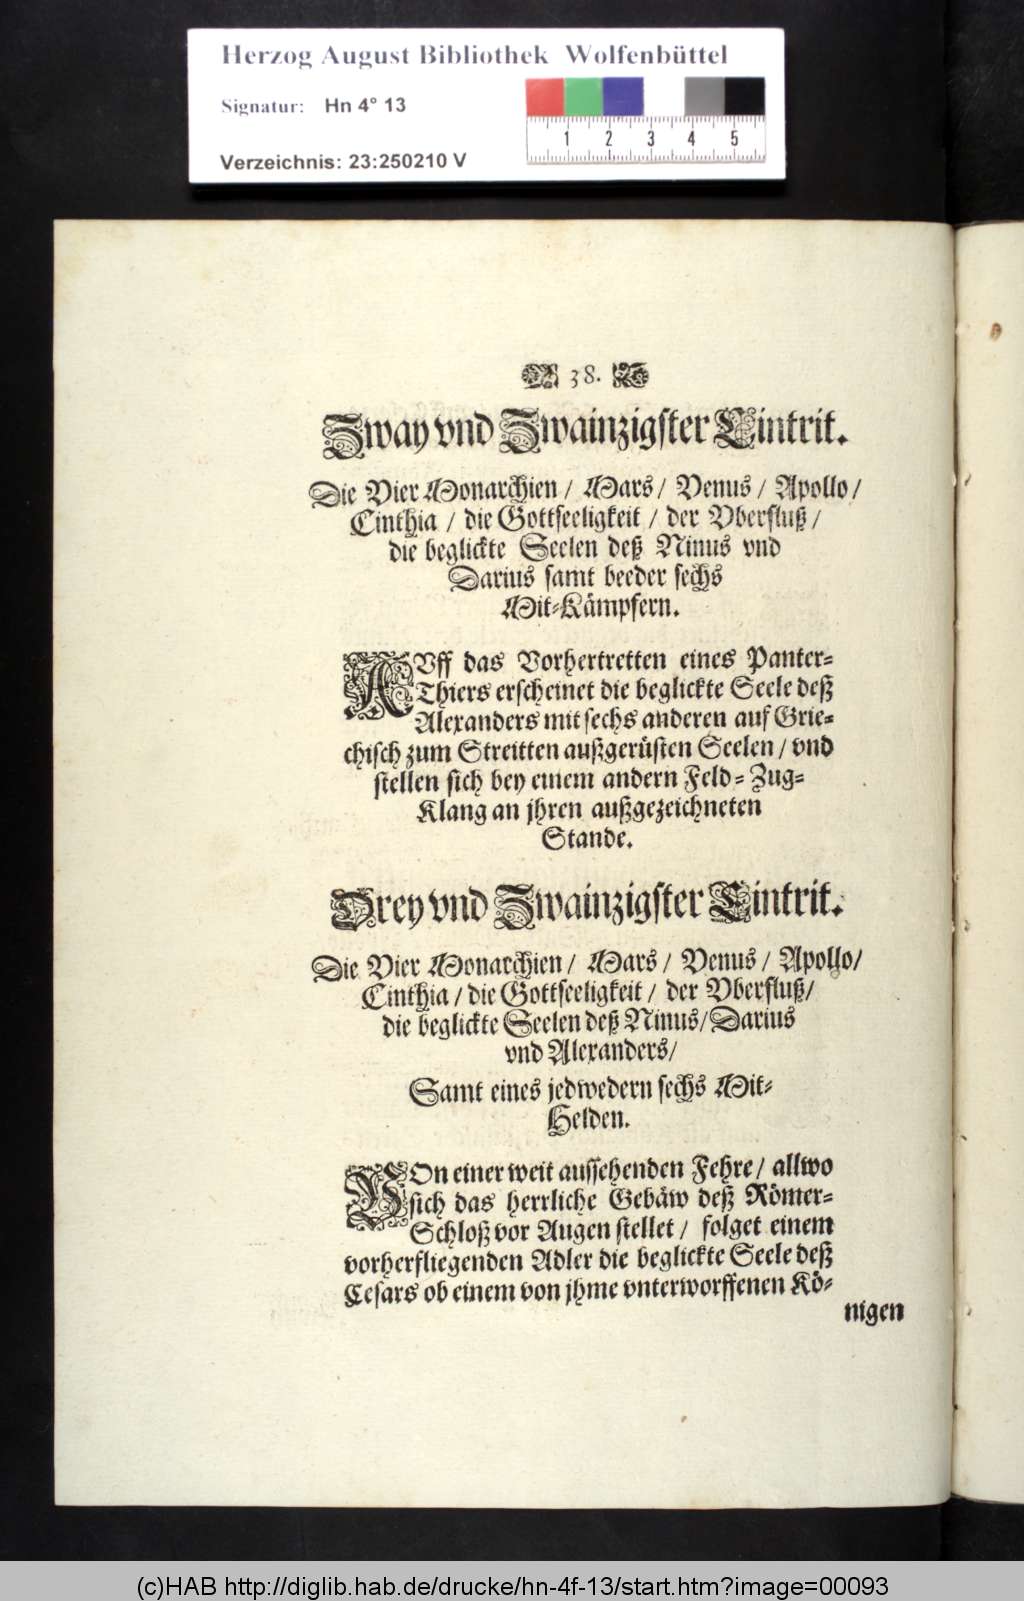 Herzog August Bibliothek Wolfenbüttel
Signatur: Hn 4° 13
1 2 3 4 5
Verzeichnis: 23:250210 V
38.
Zway vnd Zwainzigster Eintrit.
Die Vier Monarchien / Mars / Venus / Apollo /
Cinthia / die Gottseeligkeit / der Vberfluß /
die beglickte Seelen deß Ninus vnd
Darius samt beeder sechs
Mit-Kämpfern.
AVff das Vorhertretten eines Panter-
Thiers erscheinet die beglickte Seele deß
Alexanders mit sechs anderen auf Grie-
chisch zum Streitten außgerüsten Seelen / vnd
stellen sich bey einem andern Feld-Zug-
Klang an jhren außgezeichneten
Stande.
Drey vnd Zwainzigster Eintrit.
Die Vier Monarchien / Mars / Venus / Apollo /
Cinthia / die Gottseeligkeit / der Vberfluß /
die beglickte Seelen deß Ninus / Darius
vnd Alexanders /
Samt eines jedwedern sechs Mit-
Helden.
VOn einer weit aussehenden Fehre / allwo
sich das herrliche Gebäw deß Römer-
Schloß vor Augen stellet / folget einem
vorherfliegenden Adler die beglickte Seele deß
Cesars ob einem von jhme vnterworffenen Kö-
nigen
(c)HAB http://diglib.hab.de/drucke/hn-4f-13/start.htm?image=00093